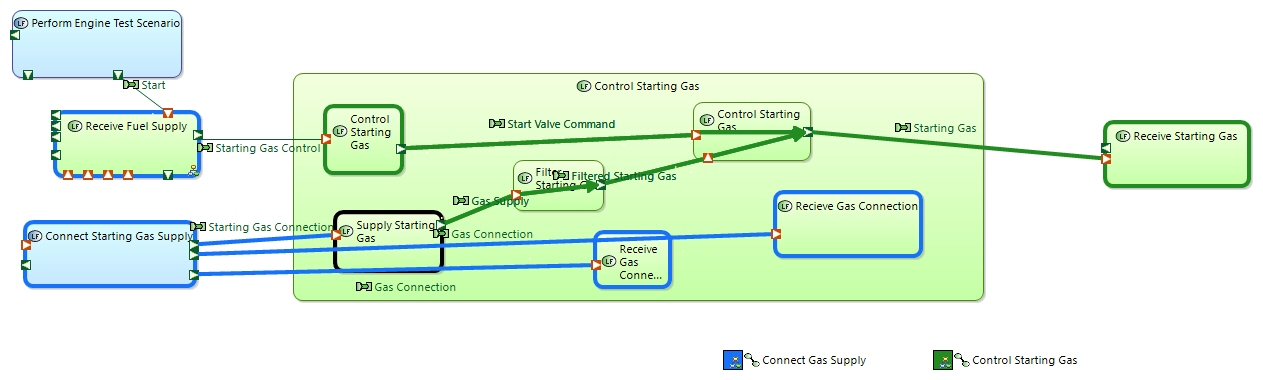 Perform Engine Test Scenario
Start
Control Starting Gas
Receive Fuel Supply
Starting Gas Control
Control
Starting
Gas
Start Valve Command
Control Starting
Gas
Starting Gas
Receive Starting Gas
Filte
Starting G
Filtered Starting Gas
Gas Supply
Connect Starting Gas Supply
Starting Gas Connection
Supply Starting
Gas
Gas Connection
Recieve Gas Connection
Receive
Gas
Conne...
Gas Connection
Connect Gas Supply
Control Starting Gas
LF
LF
LF
LF
LF
LF
LF
LF
LF
LF